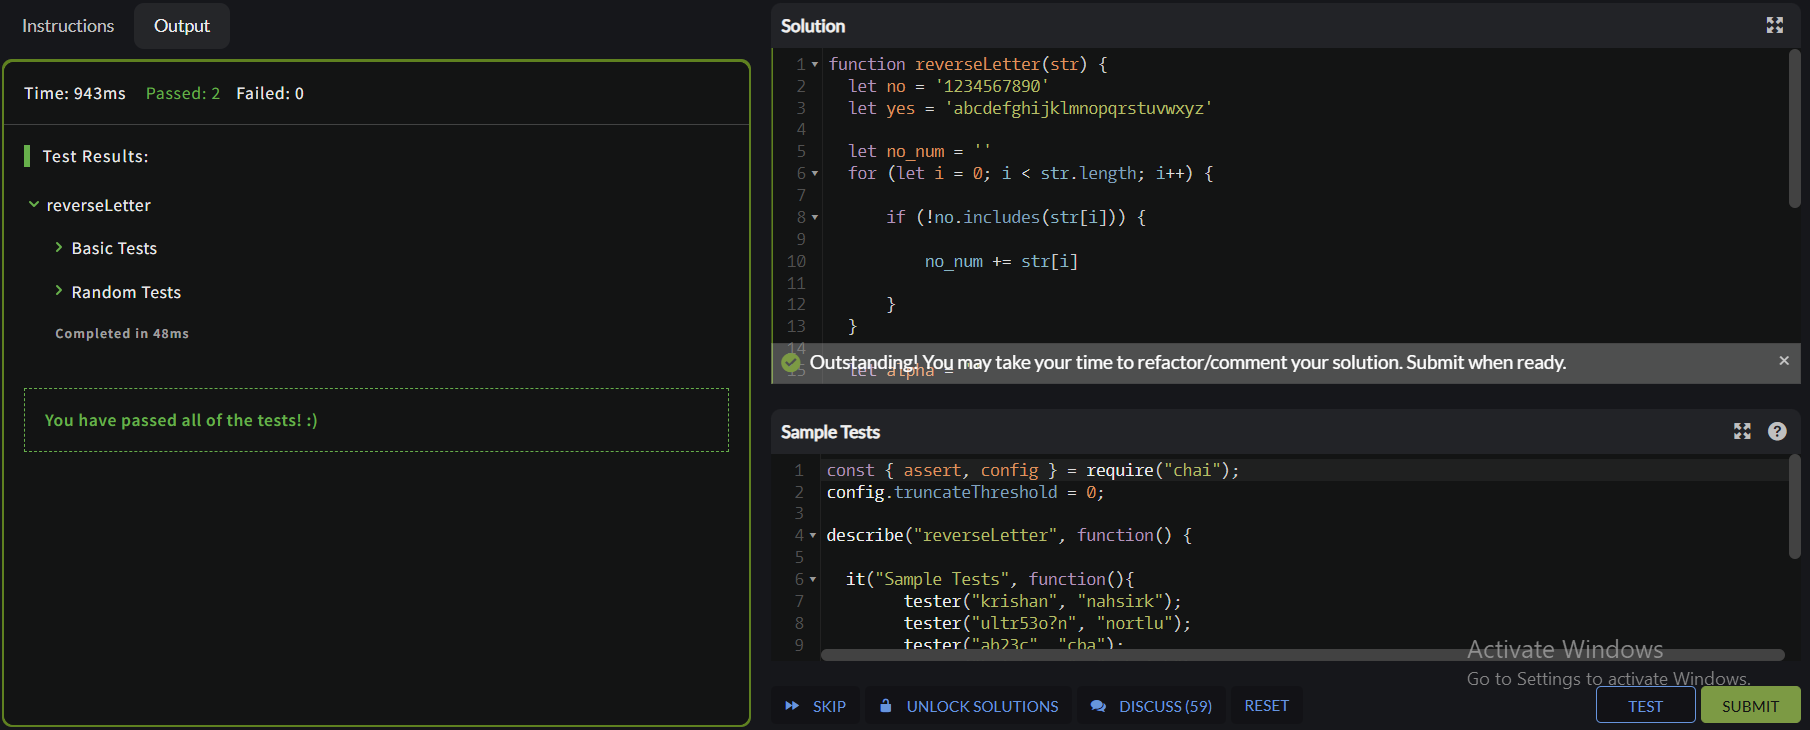 Instructions
Output
Time: 943ms Passed: 2 Failed: 0
Test Results:
reverseLetter
Basic Tests
Random Tests
Completed in 48ms
You have passed all of the tests! :)
Solution
1 function reverseLetter(str) {
2 let no = '1234567890'
3 let yes = 'abcdefghijklmnopqrstuvwxyz'
4
5 let no_num = ''
6 for (let i = 0; i < str.length; i++) {
7
8 if (!no.includes(str[i])) {
9
10 no_num += str[i]
11
12 }
13 }
14
15 let alpha = ''
Outstanding! You may take your time to refactor/comment your solution. Submit when ready.
Sample Tests
1 const { assert, config } = require("chai");
2 config.truncateThreshold = 0;
3
4 describe("reverseLetter", function() {
5
6 it("Sample Tests", function(){
7 tester("krishan", "nahsirk");
8 tester("ultr53o?n", "nortlu");
9 tester("ab23c", "cba");
Activate Windows
Go to Settings to activate Windows.
SKIP
UNLOCK SOLUTIONS
DISCUSS (59)
RESET
TEST
SUBMIT